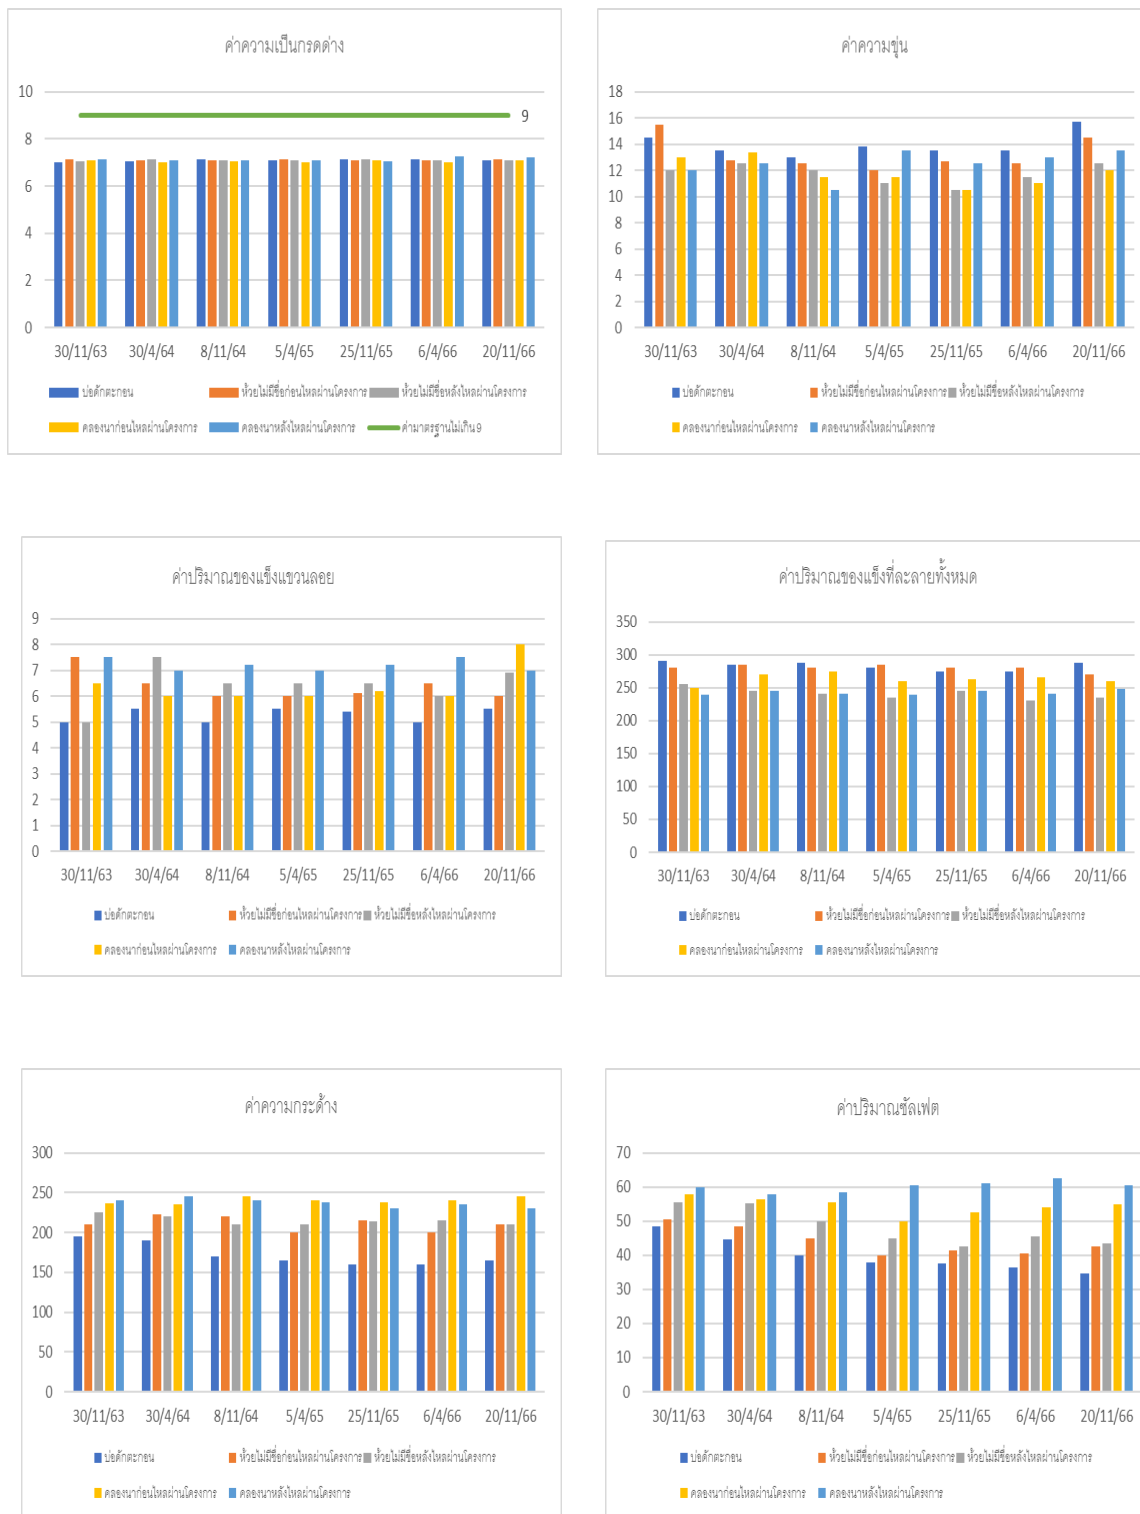 ค่าความเป็นกรดด่าง
10
8
6
4
2
0
9
30/11/63 30/4/64 8/11/64 5/4/65 25/11/65 6/4/66 20/11/66
บ่อดักตะกอน ห้วยไม่มีชื่อก่อนไหลผ่านโครงการ ห้วยไม่มีชื่อหลังไหลผ่านโครงการ
คลองนาก่อนไหลผ่านโครงการ คลองนาหลังไหลผ่านโครงการ ค่ามาตรฐานไม่เกิน 9
ค่าความขุ่น
18
16
14
12
10
8
6
4
2
0
30/11/63 30/4/64 8/11/64 5/4/65 25/11/65 6/4/66 20/11/66
บ่อดักตะกอน ห้วยไม่มีชื่อก่อนไหลผ่านโครงการ ห้วยไม่มีชื่อหลังไหลผ่านโครงการ
คลองนาก่อนไหลผ่านโครงการ คลองนาหลังไหลผ่านโครงการ
ค่าปริมาณของแข็งแขวนลอย
9
8
7
6
5
4
3
2
1
0
30/11/63 30/4/64 8/11/64 5/4/65 25/11/65 6/4/66 20/11/66
บ่อดักตะกอน ห้วยไม่มีชื่อก่อนไหลผ่านโครงการ ห้วยไม่มีชื่อหลังไหลผ่านโครงการ
คลองนาก่อนไหลผ่านโครงการ คลองนาหลังไหลผ่านโครงการ
ค่าปริมาณของแข็งที่ละลายทั้งหมด
350
300
250
200
150
100
50
0
30/11/63 30/4/64 8/11/64 5/4/65 25/11/65 6/4/66 20/11/66
บ่อดักตะกอน ห้วยไม่มีชื่อก่อนไหลผ่านโครงการ ห้วยไม่มีชื่อหลังไหลผ่านโครงการ
คลองนาก่อนไหลผ่านโครงการ คลองนาหลังไหลผ่านโครงการ
ค่าความกระด้าง
300
250
200
150
100
50
0
30/11/63 30/4/64 8/11/64 5/4/65 25/11/65 6/4/66 20/11/66
บ่อดักตะกอน ห้วยไม่มีชื่อก่อนไหลผ่านโครงการ ห้วยไม่มีชื่อหลังไหลผ่านโครงการ
คลองนาก่อนไหลผ่านโครงการ คลองนาหลังไหลผ่านโครงการ
ค่าปริมาณซัลเฟต
70
60
50
40
30
20
10
0
30/11/63 30/4/64 8/11/64 5/4/65 25/11/65 6/4/66 20/11/66
บ่อดักตะกอน ห้วยไม่มีชื่อก่อนไหลผ่านโครงการ ห้วยไม่มีชื่อหลังไหลผ่านโครงการ
คลองนาก่อนไหลผ่านโครงการ คลองนาหลังไหลผ่านโครงการ